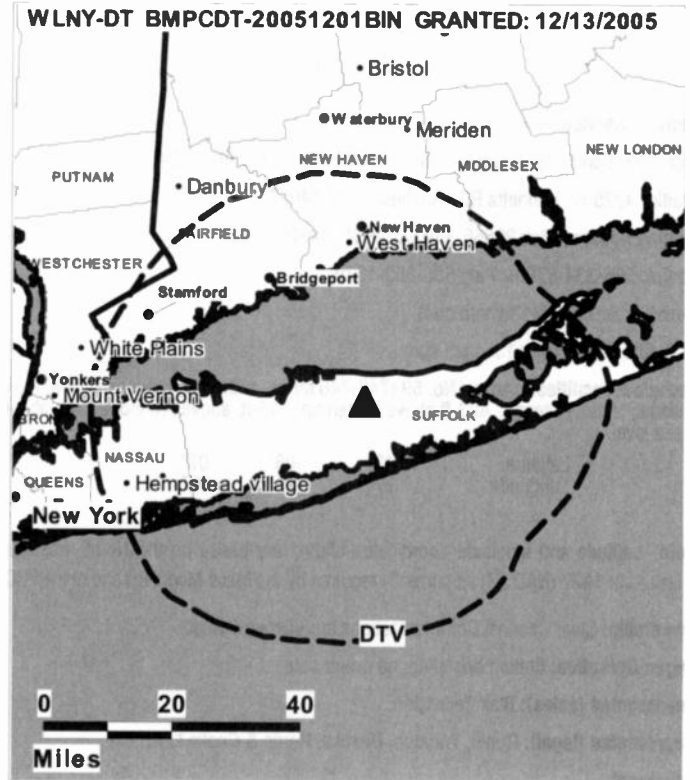 WLNY-DT BMPCDT-20051201BIN GRANTED: 12/13/2005
Bristol
Waterbury
Meriden
NEW LONDON
NEW HAVEN
MIDDLESEX
PUTNAM
Danbury
FAIRFIELD
New Haven
West Haven
WESTCHESTER
Bridgeport
Stamford
White Plains
Yonkers
Mount Vernon
BRON
SUFFOLK
NASSAU
QUEENS
Hempstead Village
New York
DTV
0 20 40
Miles